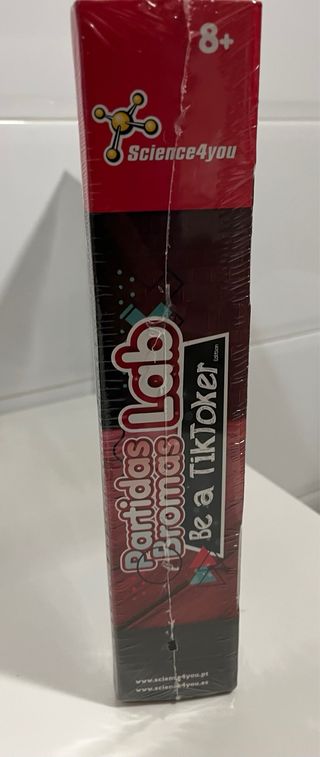 8+
Science4you
Partidas
Bromas
Lab
Be a TikToker
Edition
www.science4you.pt
www.science4you.es